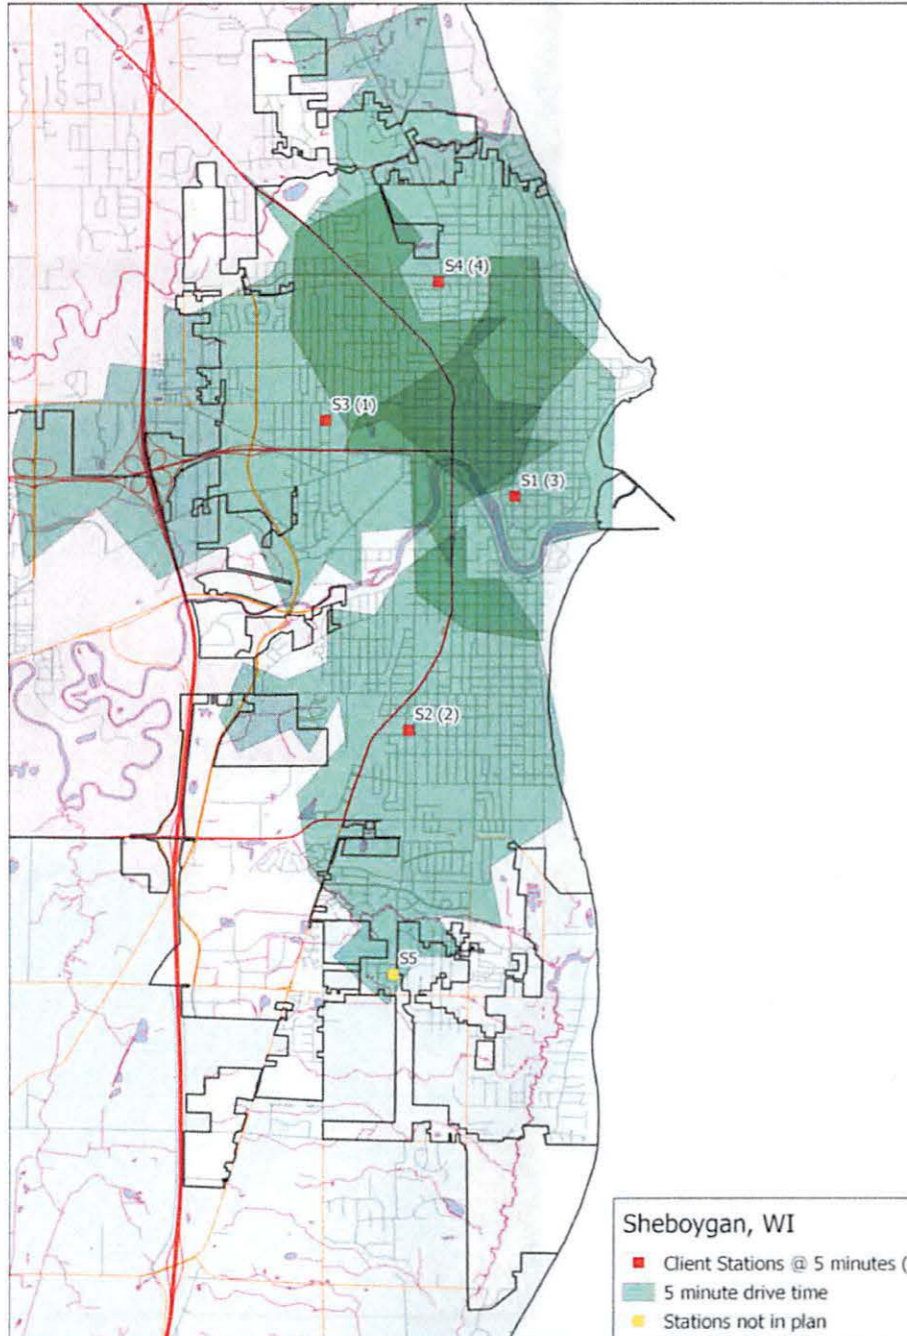 S4 (4)
S3 (1)
S1 (3)
S2 (2)
S5
Sheboygan, WI
Client Stations @ 5 minutes (
5 minute drive time
Stations not in plan